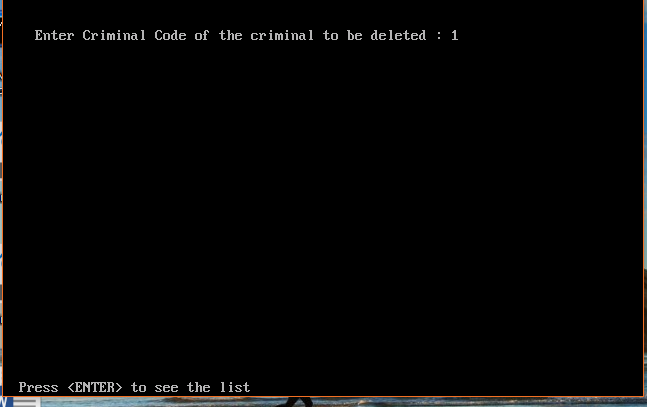 Enter Criminal Code of the criminal to be deleted : 1
Press <ENTER> to see the list